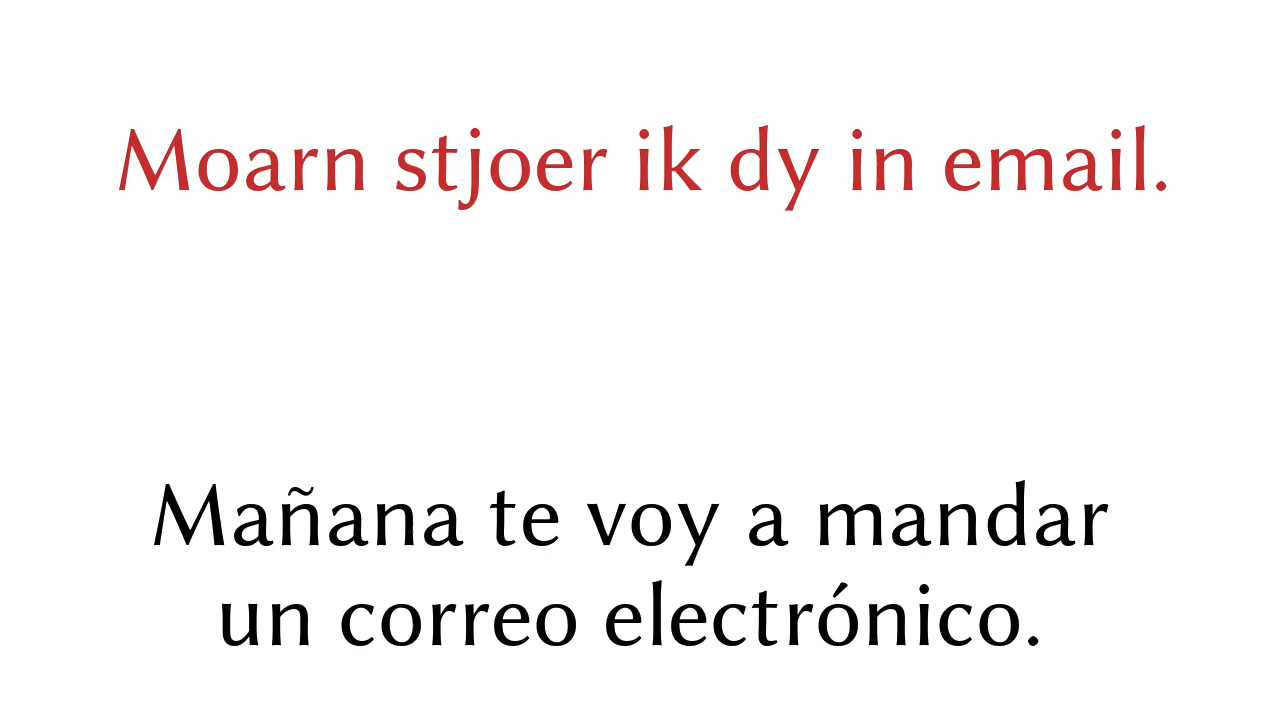 Moarn stjoer ik dy in email.
Mañana te voy a mandar
un correo electrónico.